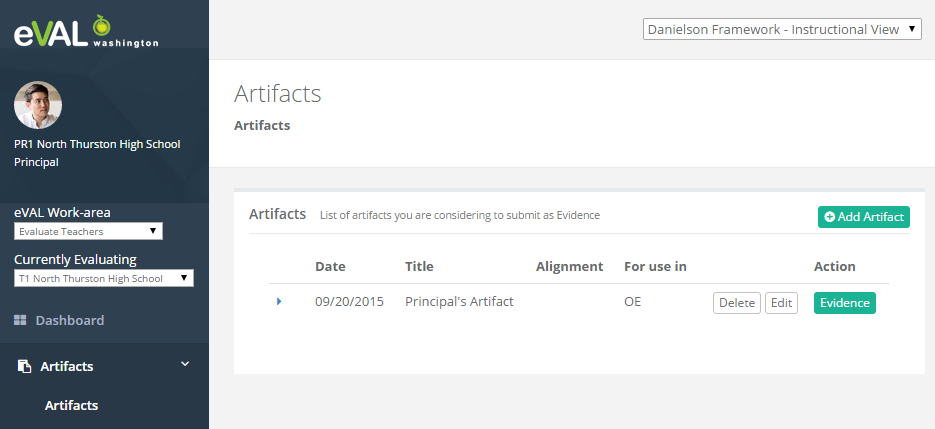 eVAL washington
Danielson Framework - Instructional View
PR1 North Thurston High School
Principal
eVAL Work-area
Evaluate Teachers
Currently Evaluating
T1 North Thurston High School
Dashboard
Artifacts
Artifacts
Artifacts
Artifacts
Artifacts List of artifacts you are considering to submit as Evidence Add Artifact
Date Title Alignment For use in Action
09/20/2015 Principal's Artifact OE Delete Edit Evidence